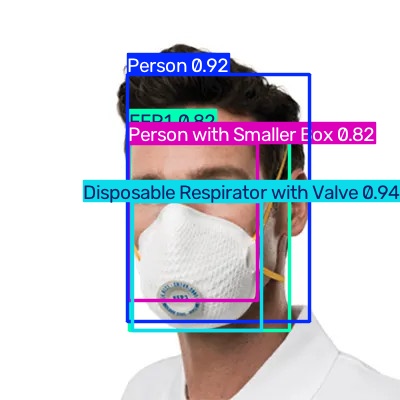 Person 0.92
FFP1 0.82
Person with Smaller Box 0.82
Disposable Respirator with Valve 0.94